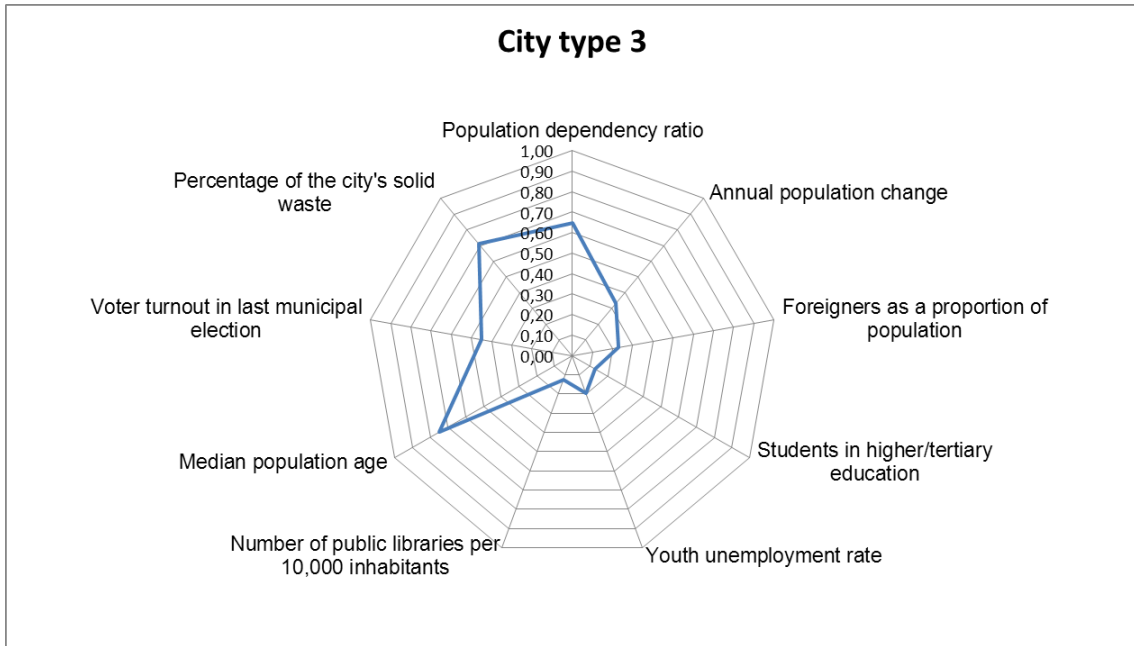 City type 3
Population dependency ratio
1,00
0,90
0,80
0,70
0,60
0,50
0,40
0,30
0,20
0,10
0,00
Annual population change
Foreigners as a proportion of
population
Students in higher/tertiary
education
Youth unemployment rate
Number of public libraries per
10,000 inhabitants
Median population age
Voter turnout in last municipal
election
Percentage of the city's solid
waste